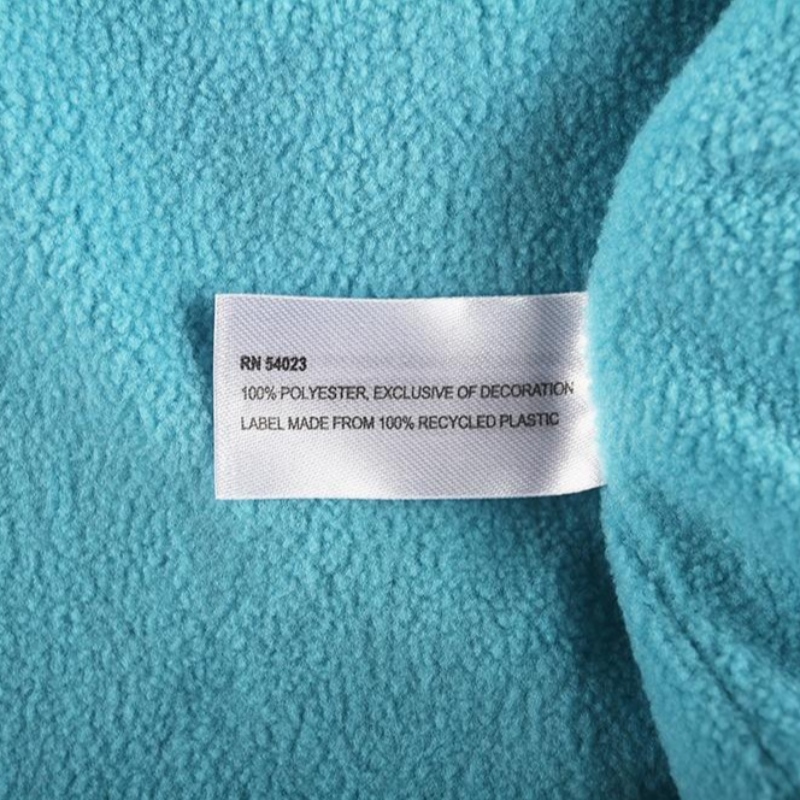 RN 54023
100% POLYESTER, EXCLUSIVE OF DECORATION
LABEL MADE FROM 100% RECYCLED PLASTIC